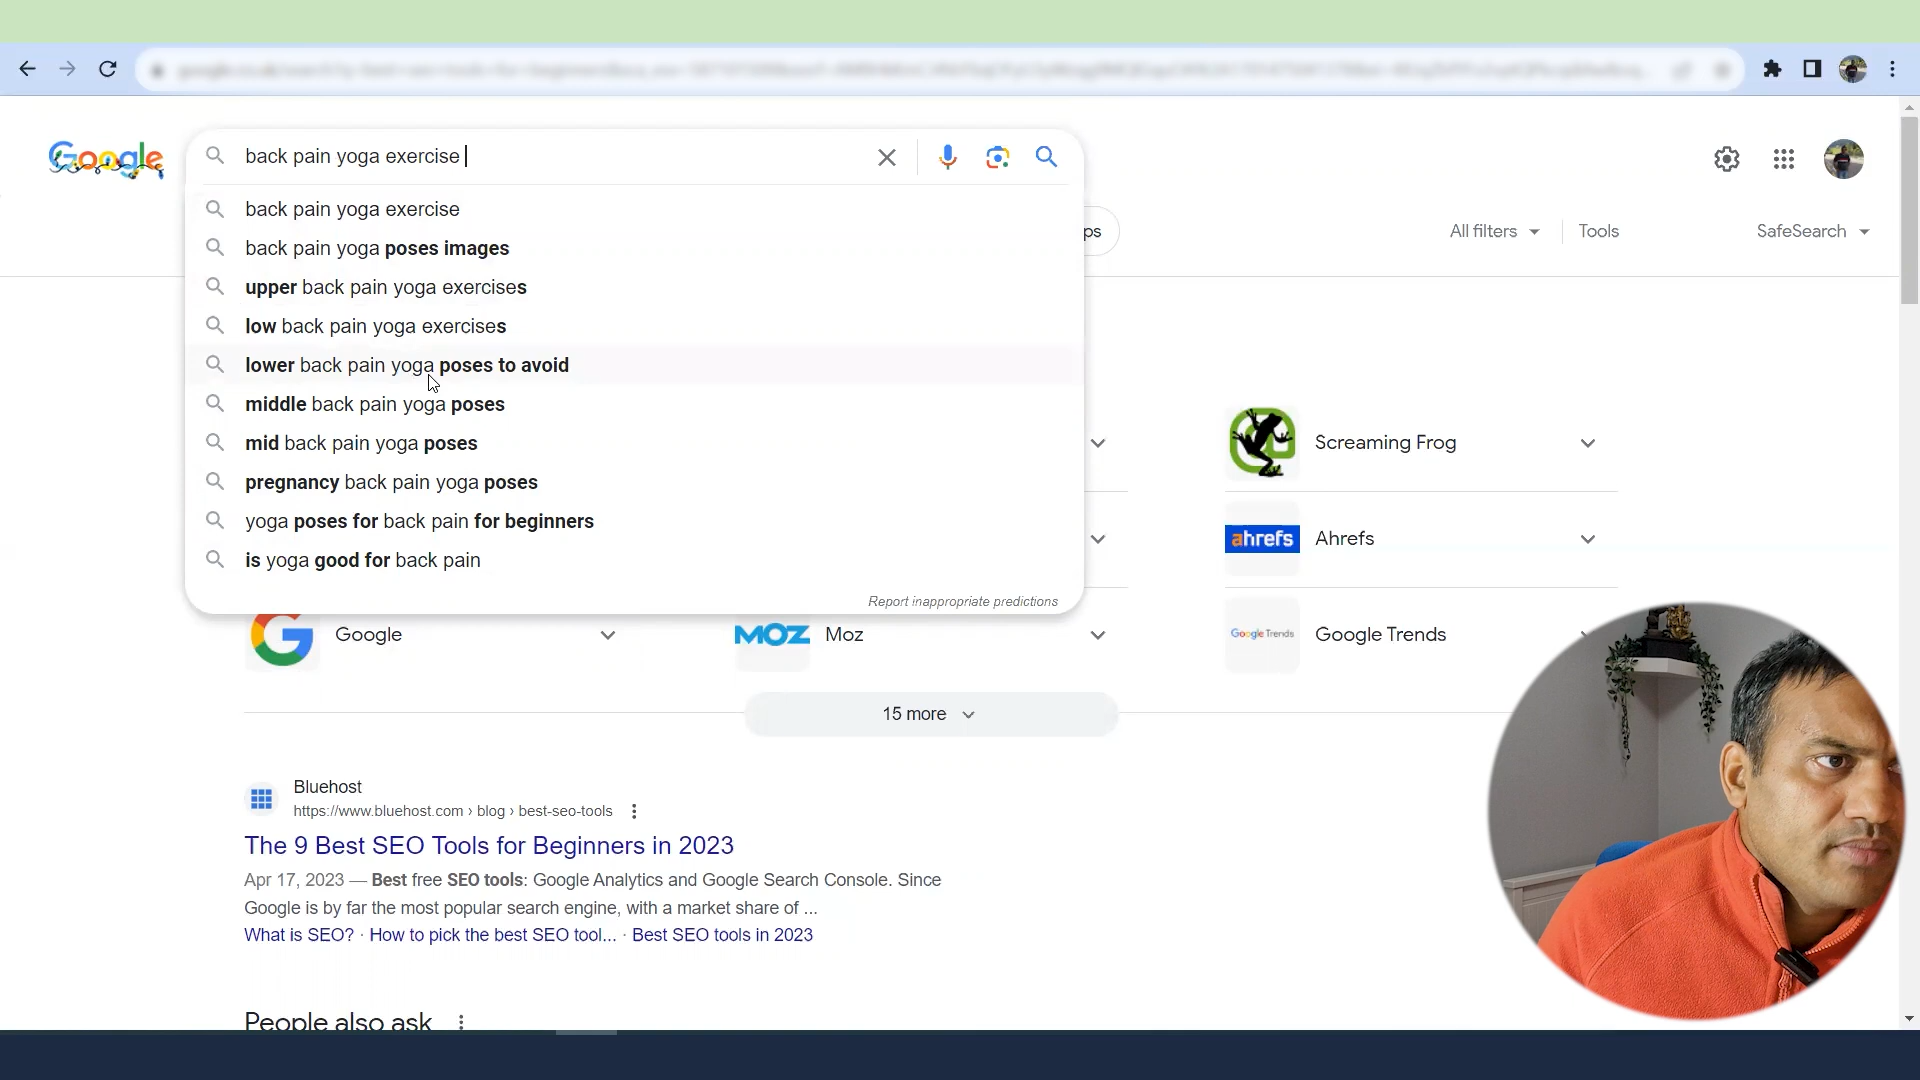 Google
back pain yoga exercise
back pain yoga exercise
back pain yoga poses images
upper back pain yoga exercises
low back pain yoga exercises
lower back pain yoga poses to avoid
middle back pain yoga poses
mid back pain yoga poses
pregnancy back pain yoga poses
yoga poses for back pain for beginners
is yoga good for back pain
Report inappropriate predictions
ps
All filters
Tools
SafeSearch
Screaming Frog
ahrefs
Ahrefs
Google
MOZ
Moz
Google Trends
Google Trends
15 more
Bluehost
https://www.bluehost.com › blog › best-seo-tools
The 9 Best SEO Tools for Beginners in 2023
Apr 17, 2023 — Best free SEO tools: Google Analytics and Google Search Console. Since
Google is by far the most popular search engine, with a market share of ...
What is SEO? · How to pick the best SEO tool... · Best SEO tools in 2023
People also ask